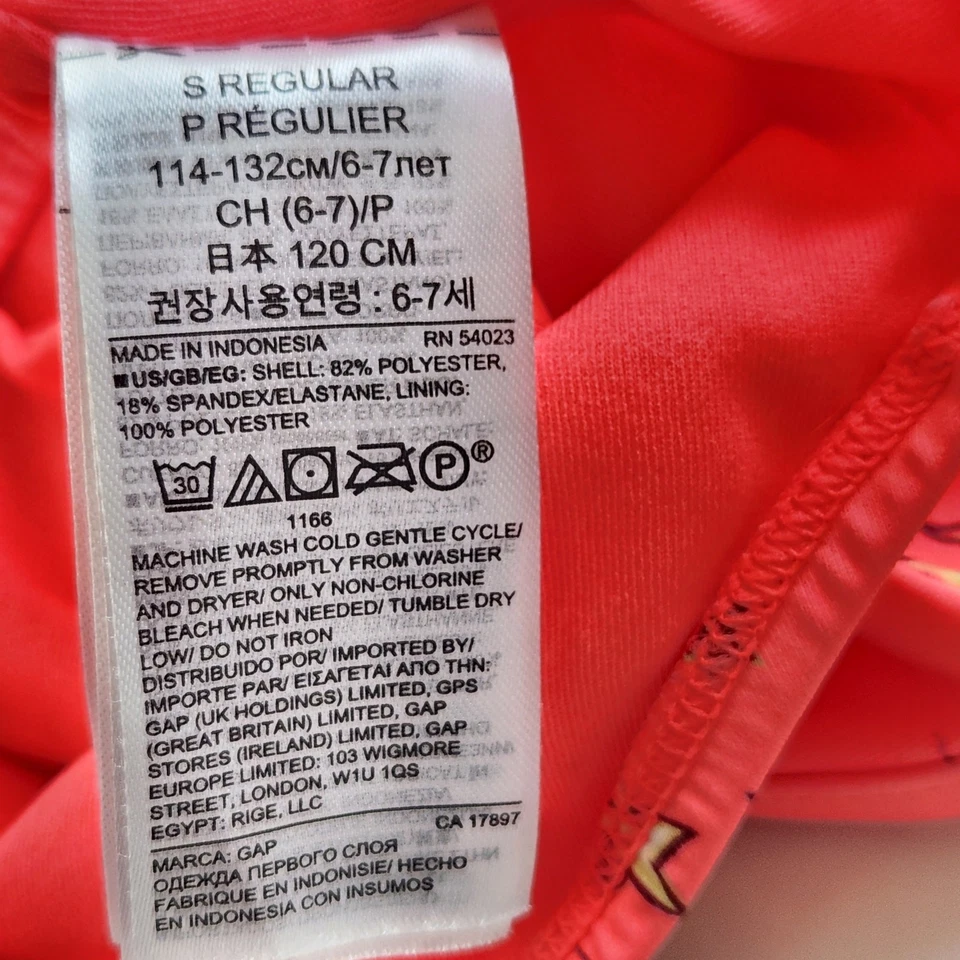 S REGULAR
P RÉGULIER
114-132см/6-7лет
CH (6-7)/P
日本 120 CM
권장사용연령 : 6-7세
MADE IN INDONESIA RN 54023
US/GB/EG: SHELL: 82% POLYESTER,
18% SPANDEX/ELASTANE, LINING:
100% POLYESTER
30 P ®
1166
MACHINE WASH COLD GENTLE CYCLE/
REMOVE PROMPTLY FROM WASHER
AND DRYER/ ONLY NON-CHLORINE
BLEACH WHEN NEEDED/ TUMBLE DRY
LOW/ DO NOT IRON
DISTRIBUIDO POR/ IMPORTED BY/
IMPORTE PAR/ ΕΙΣΑΓΕΤΑΙ ΑΠΟ ΤΗΝ:
GAP (UK HOLDINGS) LIMITED, GPS
(GREAT BRITAIN) LIMITED, GAP
STORES (IRELAND) LIMITED, GAP
EUROPE LIMITED: 103 WIGMORE
STREET, LONDON, W1U 1QS
EGYPT: RIGE, LLC
CA 17897
MARCA: GAP
ОДЕЖДА ПЕРВОГО СЛОЯ
FABRIQUE EN INDONISIE/ HECHO
EN INDONESIA CON INSUMOS